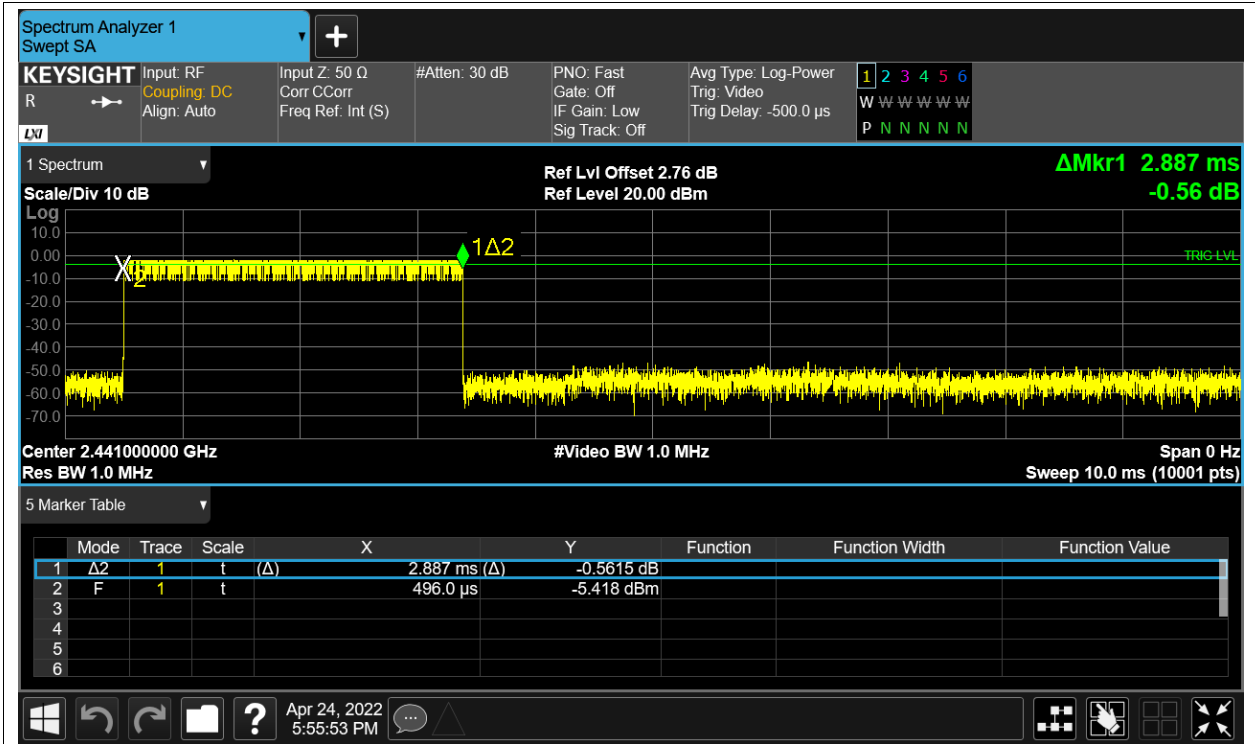 Spectrum Analyzer 1
Swept SA
+
KEYSIGHT Input: RF Input Z: 50 Ω #Atten: 30 dB PNO: Fast Avg Type: Log-Power 1 2 3 4 5 6
R Coupling: DC Corr CCorr Gate: Off Trig: Video
Align: Auto Freq Ref: Int (S) IF Gain: Low Trig Delay: -500.0 µs W W W W W W
LXI Sig Track: Off P N N N N N
1 Spectrum Ref Lvl Offset 2.76 dB ΔMkr1 2.887 ms
Scale/Div 10 dB Ref Level 20.00 dBm -0.56 dB
Log
10.0
0.00 1Δ2 TRIG LVL
-10.0 X2
-20.0
-30.0
-40.0
-50.0
-60.0
-70.0
Center 2.441000000 GHz #Video BW 1.0 MHz Span 0 Hz
Res BW 1.0 MHz Sweep 10.0 ms (10001 pts)
5 Marker Table
Mode Trace Scale X Y Function Function Width Function Value
1 Δ2 1 t (Δ) 2.887 ms (Δ) -0.5615 dB
2 F 1 t 496.0 µs -5.418 dBm
3
4
5
6
? Apr 24, 2022
5:55:53 PM